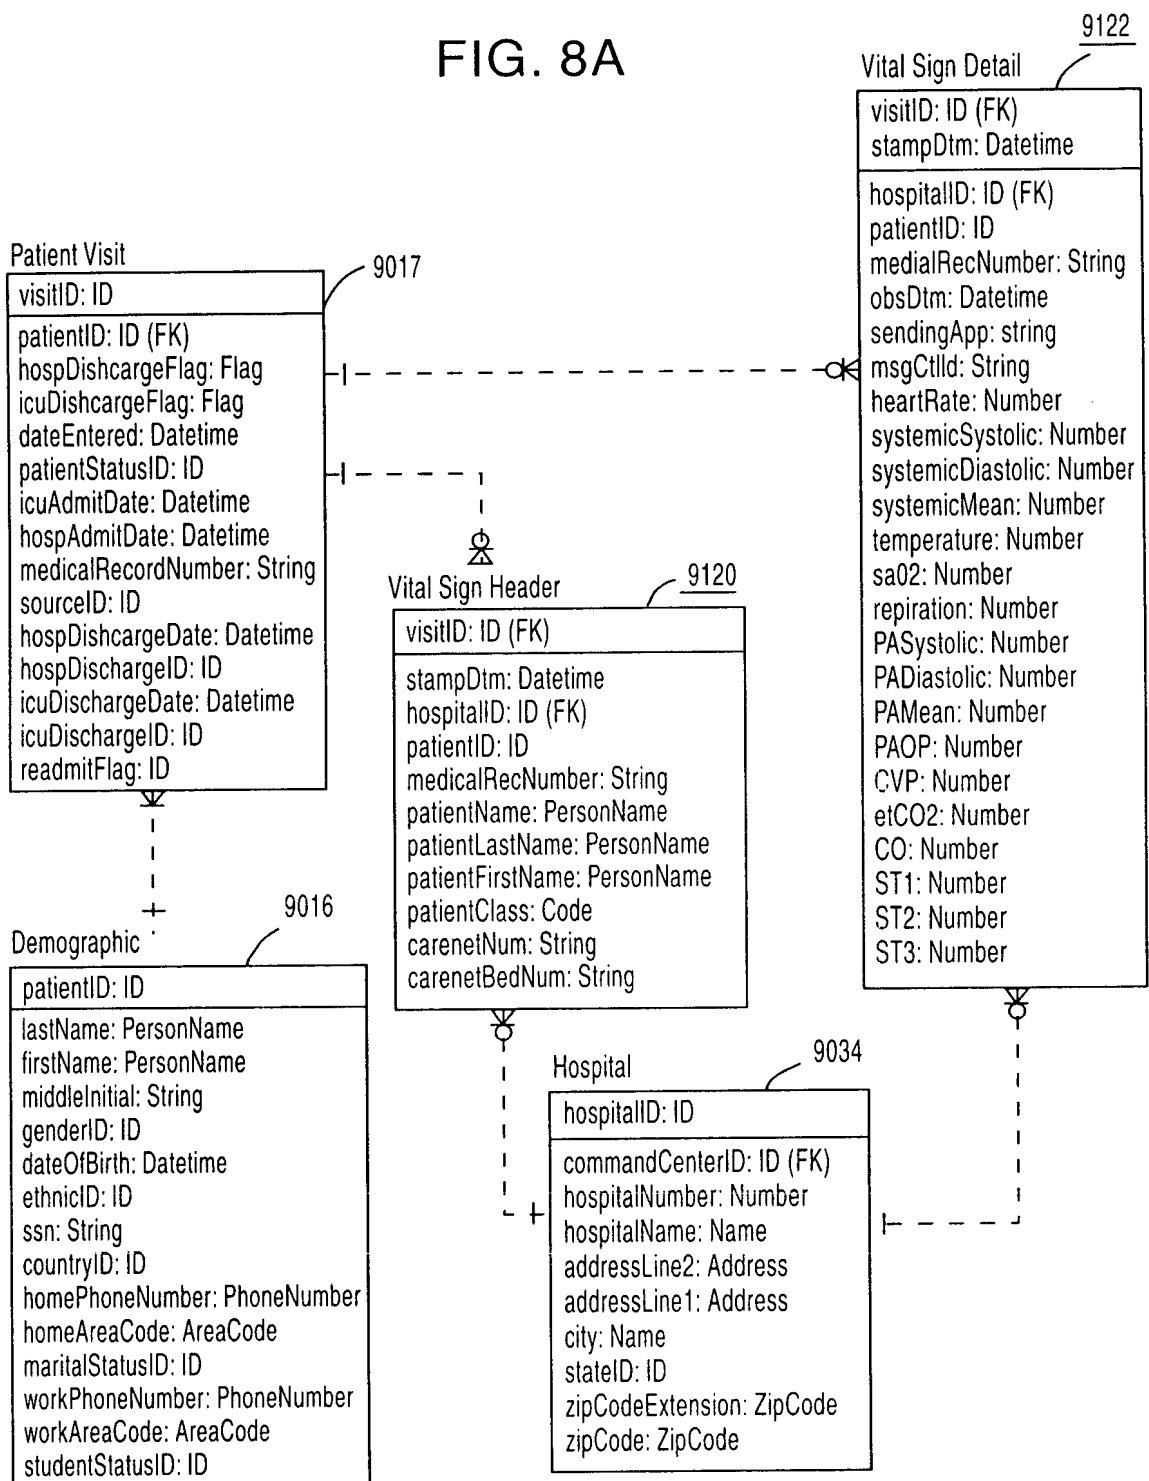 FIG. 8A
9122
Vital Sign Detail
visitID: ID (FK)
stampDtm: Datetime
hospitalID: ID (FK)
patientID: ID
medialRecNumber: String
obsDtm: Datetime
sendingApp: string
msgCtlId: String
heartRate: Number
systemicSystolic: Number
systemicDiastolic: Number
systemicMean: Number
temperature: Number
sa02: Number
repiration: Number
PASystolic: Number
PADiastolic: Number
PAMean: Number
PAOP: Number
CVP: Number
etCO2: Number
CO: Number
ST1: Number
ST2: Number
ST3: Number
Patient Visit
9017
visitID: ID
patientID: ID (FK)
hospDishcargeFlag: Flag
icuDishcargeFlag: Flag
dateEntered: Datetime
patientStatusID: ID
icuAdmitDate: Datetime
hospAdmitDate: Datetime
medicalRecordNumber: String
sourceID: ID
hospDishcargeDate: Datetime
hospDischargeID: ID
icuDischargeDate: Datetime
icuDischargeID: ID
readmitFlag: ID
Vital Sign Header
9120
visitID: ID (FK)
stampDtm: Datetime
hospitalID: ID (FK)
patientID: ID
medicalRecNumber: String
patientName: PersonName
patientLastName: PersonName
patientFirstName: PersonName
patientClass: Code
carenetNum: String
carenetBedNum: String
Demographic
9016
patientID: ID
lastName: PersonName
firstName: PersonName
middleInitial: String
genderID: ID
dateOfBirth: Datetime
ethnicID: ID
ssn: String
countryID: ID
homePhoneNumber: PhoneNumber
homeAreaCode: AreaCode
maritalStatusID: ID
workPhoneNumber: PhoneNumber
workAreaCode: AreaCode
studentStatusID: ID
Hospital
9034
hospitalID: ID
commandCenterID: ID (FK)
hospitalNumber: Number
hospitalName: Name
addressLine2: Address
addressLine1: Address
city: Name
stateID: ID
zipCodeExtension: ZipCode
zipCode: ZipCode